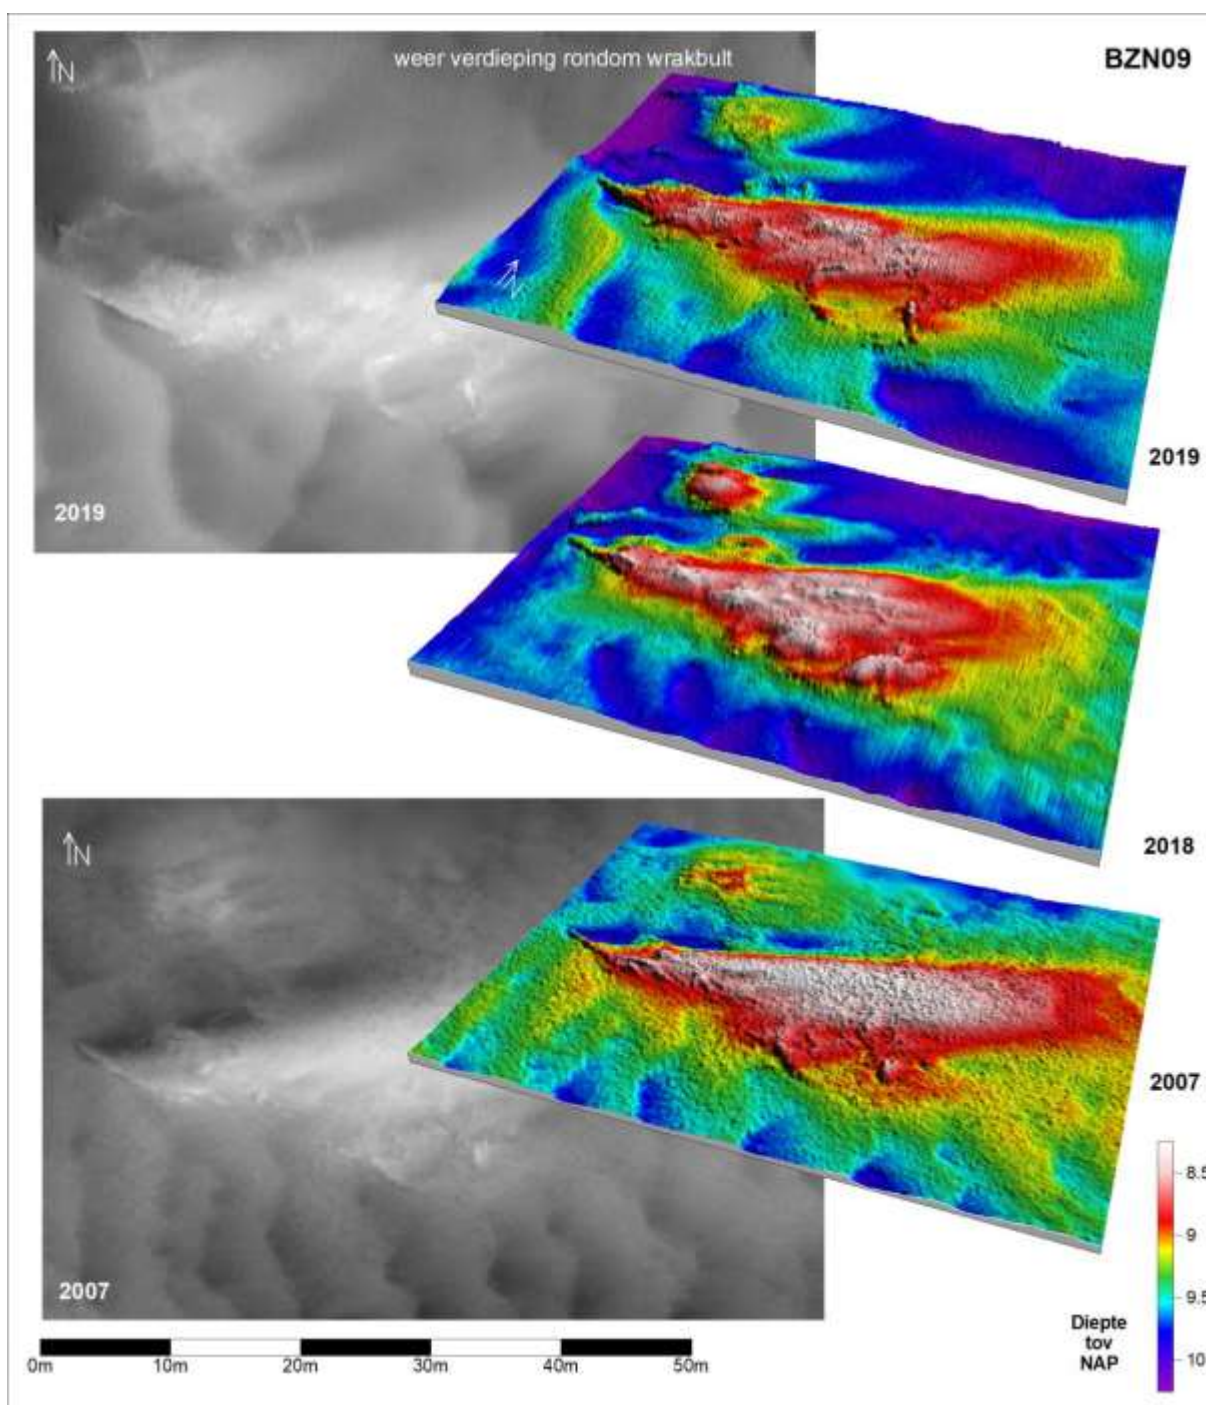 N
weer verdieping rondom wrakbult
BZN09
N
2019
2019
N
2018
2007
2007
8.5
9
9.5
10
Diepte
tov
NAP
0m 10m 20m 30m 40m 50m